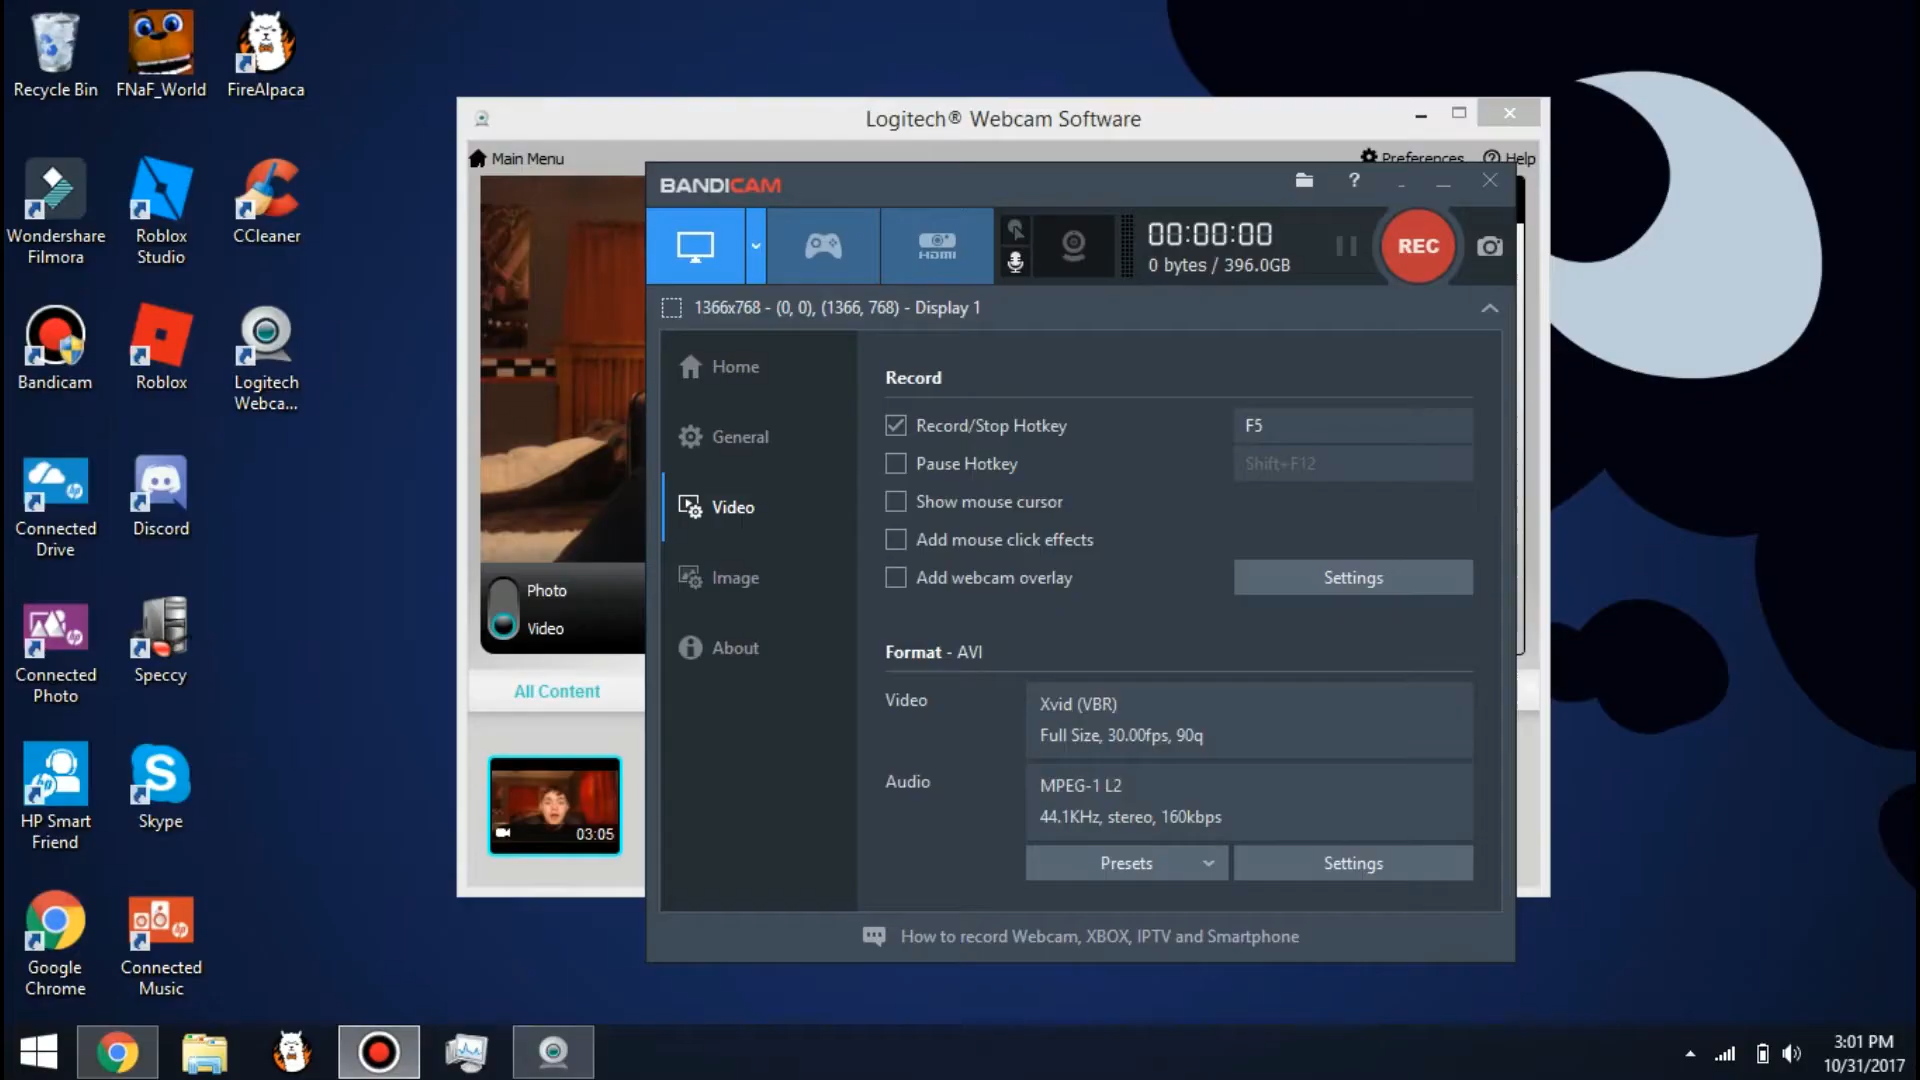 Recycle Bin
FNaF_World
FireAlpaca
Wondershare
Filmora
Roblox
Studio
CCleaner
Bandicam
Roblox
Logitech
Webca...
Connected
Drive
Discord
Connected
Photo
Speccy
HP Smart
Friend
Skype
Google
Chrome
Connected
Music
Logitech® Webcam Software
Main Menu
Preferences
Help
Photo
Video
All Content
03:05
BANDICAM
?
HDMI
00:00:00
0 bytes / 396.0GB
REC
1366x768 - (0, 0), (1366, 768) - Display 1
Home
General
Video
Image
About
Record
Record/Stop Hotkey
F5
Pause Hotkey
Shift+F12
Show mouse cursor
Add mouse click effects
Add webcam overlay
Settings
Format - AVI
Video
Xvid (VBR)
Full Size, 30.00fps, 90q
Audio
MPEG-1 L2
44.1KHz, stereo, 160kbps
Presets
Settings
How to record Webcam, XBOX, IPTV and Smartphone
3:01 PM
10/31/2017